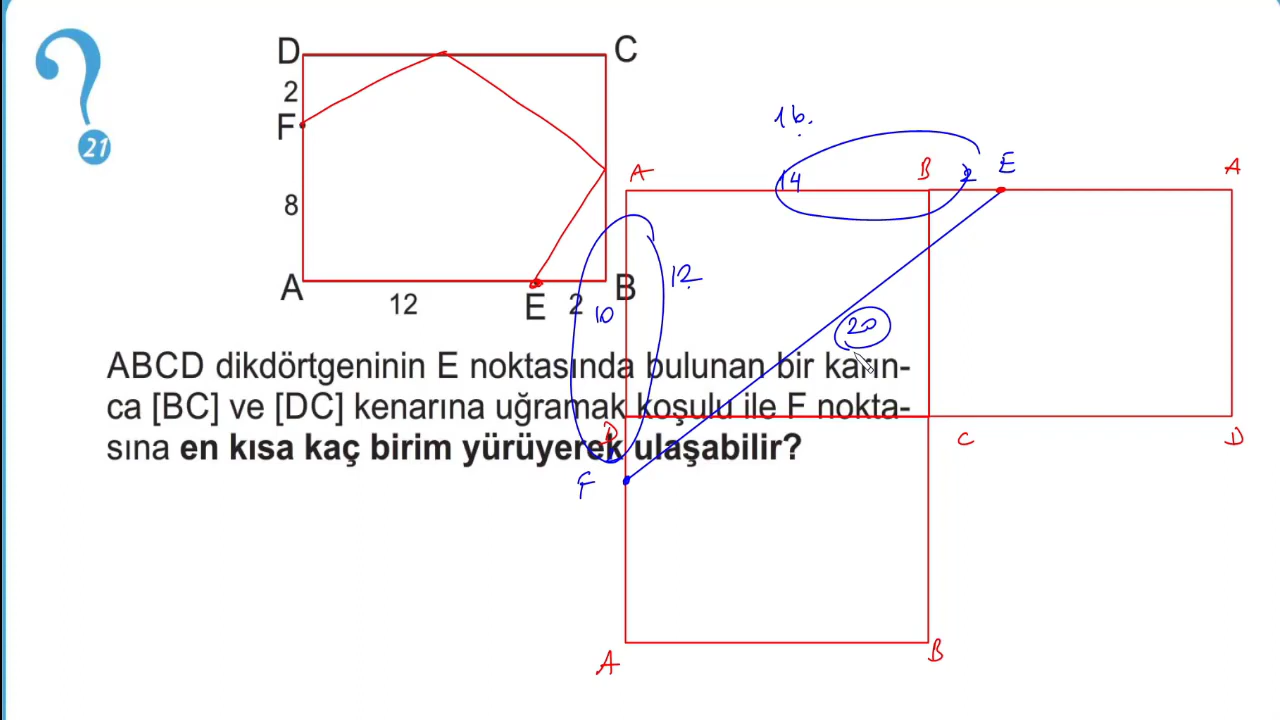 21
D
C
2
F
8
A
12
E
2
B
ABCD dikdörtgeninin E noktasında bulunan bir karın-
ca [BC] ve [DC] kenarına uğramak koşulu ile F nokta-
sına en kısa kaç birim yürüyerek ulaşabilir?
16.
A
14
B
2
E
A
12
10
20
D
C
D
F
A
B